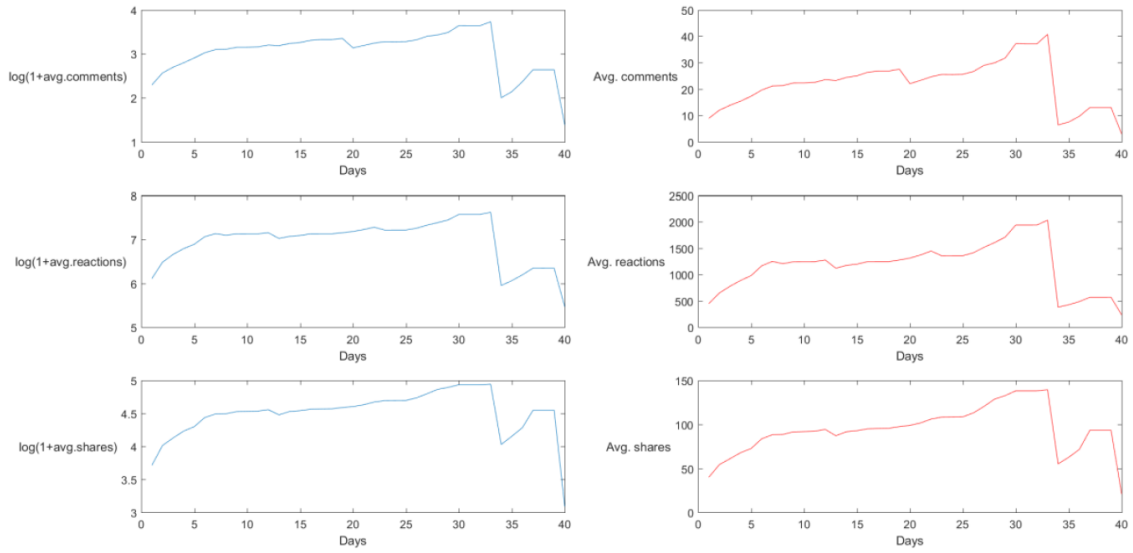 4
3
2
1
log(1+avg.comments)
0 5 10 15 20 25 30 35 40
Days
50
40
30
20
10
0
Avg. comments
0 5 10 15 20 25 30 35 40
Days
8
7
6
5
log(1+avg.reactions)
0 5 10 15 20 25 30 35 40
Days
2500
2000
1500
1000
500
0
Avg. reactions
0 5 10 15 20 25 30 35 40
Days
5
4.5
4
3.5
3
log(1+avg.shares)
0 5 10 15 20 25 30 35 40
Days
150
100
50
0
Avg. shares
0 5 10 15 20 25 30 35 40
Days